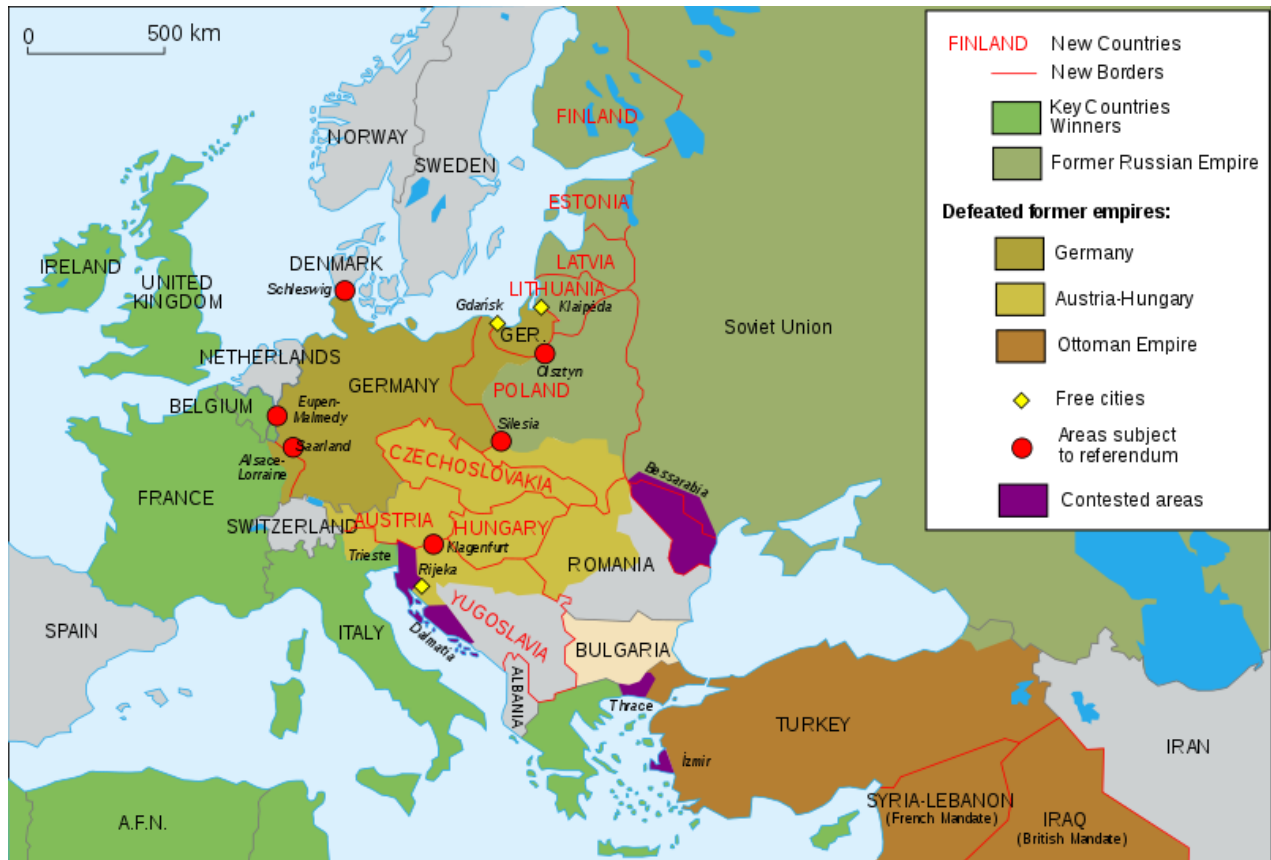 0 500 km
FINLAND New Countries
New Borders
Key Countries
Winners
Former Russian Empire
Defeated former empires:
Germany
Austria-Hungary
Ottoman Empire
Free cities
Areas subject
to referendum
Contested areas
NORWAY
SWEDEN
FINLAND
ESTONIA
LATVIA
LITHUANIA
Klaipėda
IRELAND
UNITED
KINGDOM
DENMARK
Schleswig
Gdańsk
GER.
Olsztyn
Soviet Union
NETHERLANDS
GERMANY
POLAND
BELGIUM
Eupen-
Malmedy
Silesia
Saarland
Alsace-
Lorraine
CZECHOSLOVAKIA
Bessarabia
FRANCE
SWITZERLAND
AUSTRIA
HUNGARY
Klagenfurt
Trieste
Rijeka
ROMANIA
YUGOSLAVIA
Dalmatia
SPAIN
ITALY
BULGARIA
ALBANIA
Thrace
TURKEY
İzmir
IRAN
SYRIA-LEBANON
(French Mandate)
IRAQ
(British Mandate)
A.F.N.